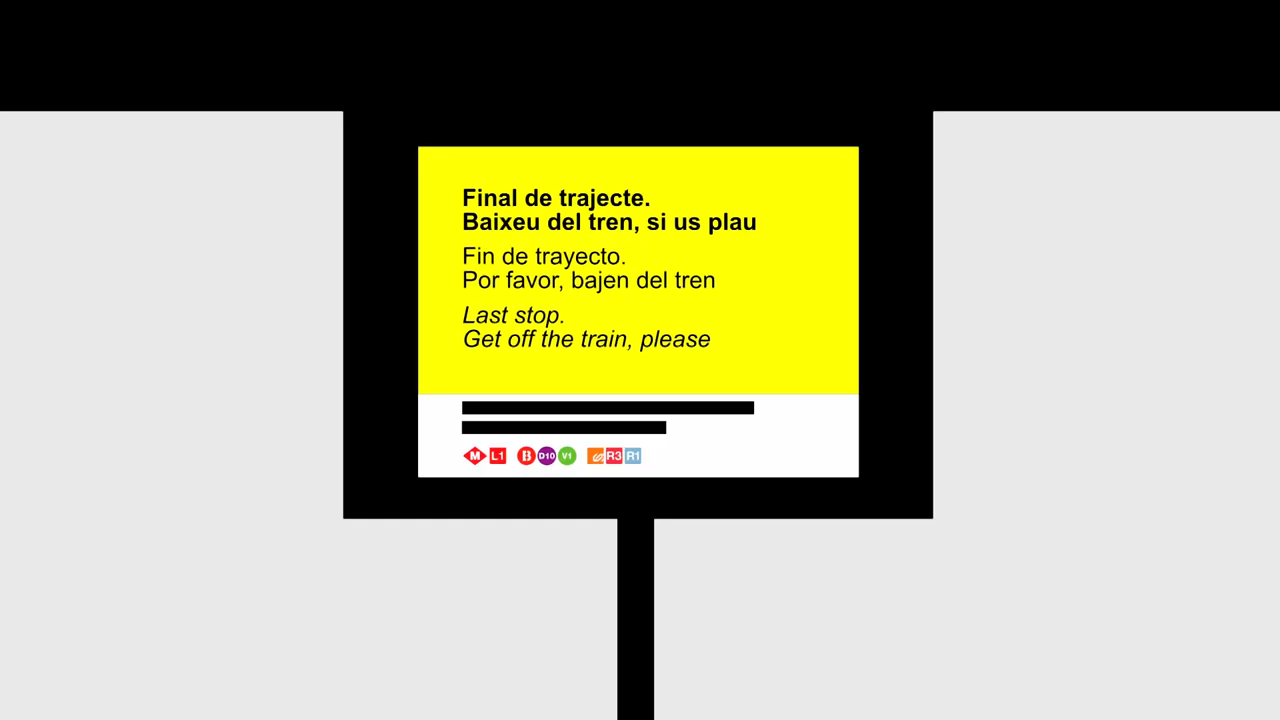 Final de trajecte.
Baixeu del tren, si us plau
Fin de trayecto.
Por favor, bajen del tren
Last stop.
Get off the train, please
M L1 B D10 V1 R3 R1